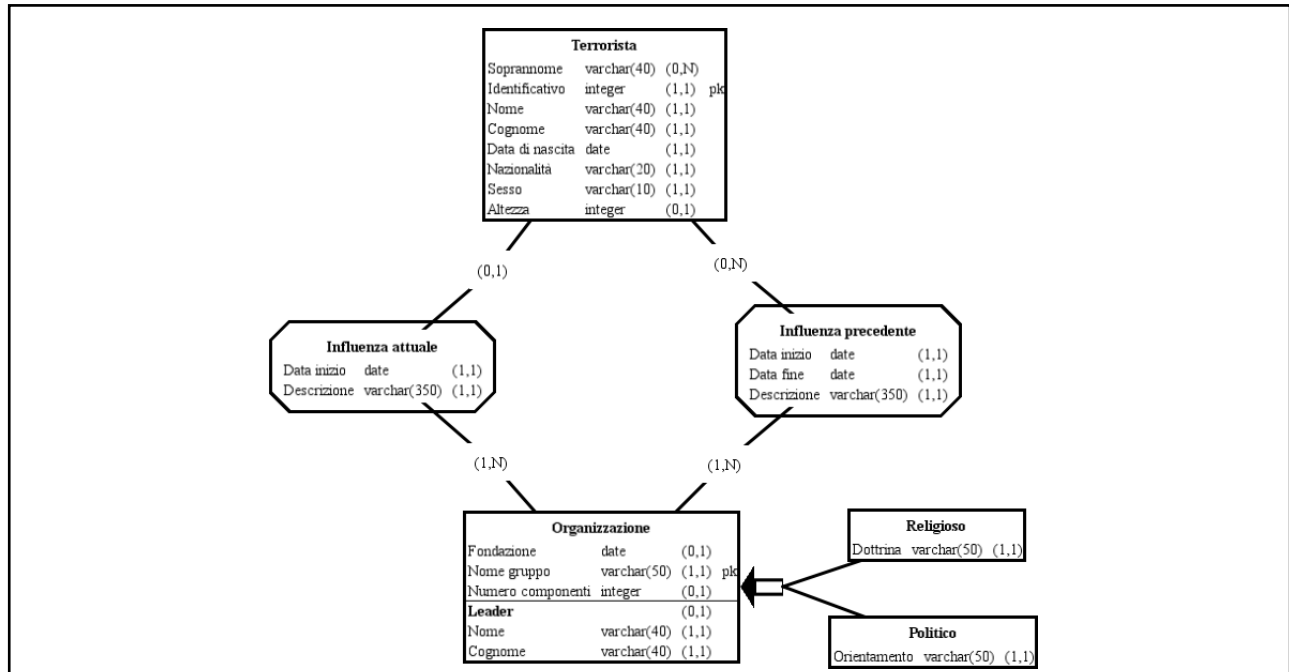 Terrorista
Soprannome varchar(40) (0,N)
Identificativo integer (1,1) pk
Nome varchar(40) (1,1)
Cognome varchar(40) (1,1)
Data di nascita date (1,1)
Nazionalità varchar(20) (1,1)
Sesso varchar(10) (1,1)
Altezza integer (0,1)
(0,1)
(0,N)
Influenza attuale
Data inizio date (1,1)
Descrizione varchar(350) (1,1)
Influenza precedente
Data inizio date (1,1)
Data fine date (1,1)
Descrizione varchar(350) (1,1)
(1,N)
(1,N)
Organizzazione
Fondazione date (0,1)
Nome gruppo varchar(50) (1,1) pk
Numero componenti integer (0,1)
Leader (0,1)
Nome varchar(40) (1,1)
Cognome varchar(40) (1,1)
Religioso
Dottrina varchar(50) (1,1)
Politico
Orientamento varchar(50) (1,1)